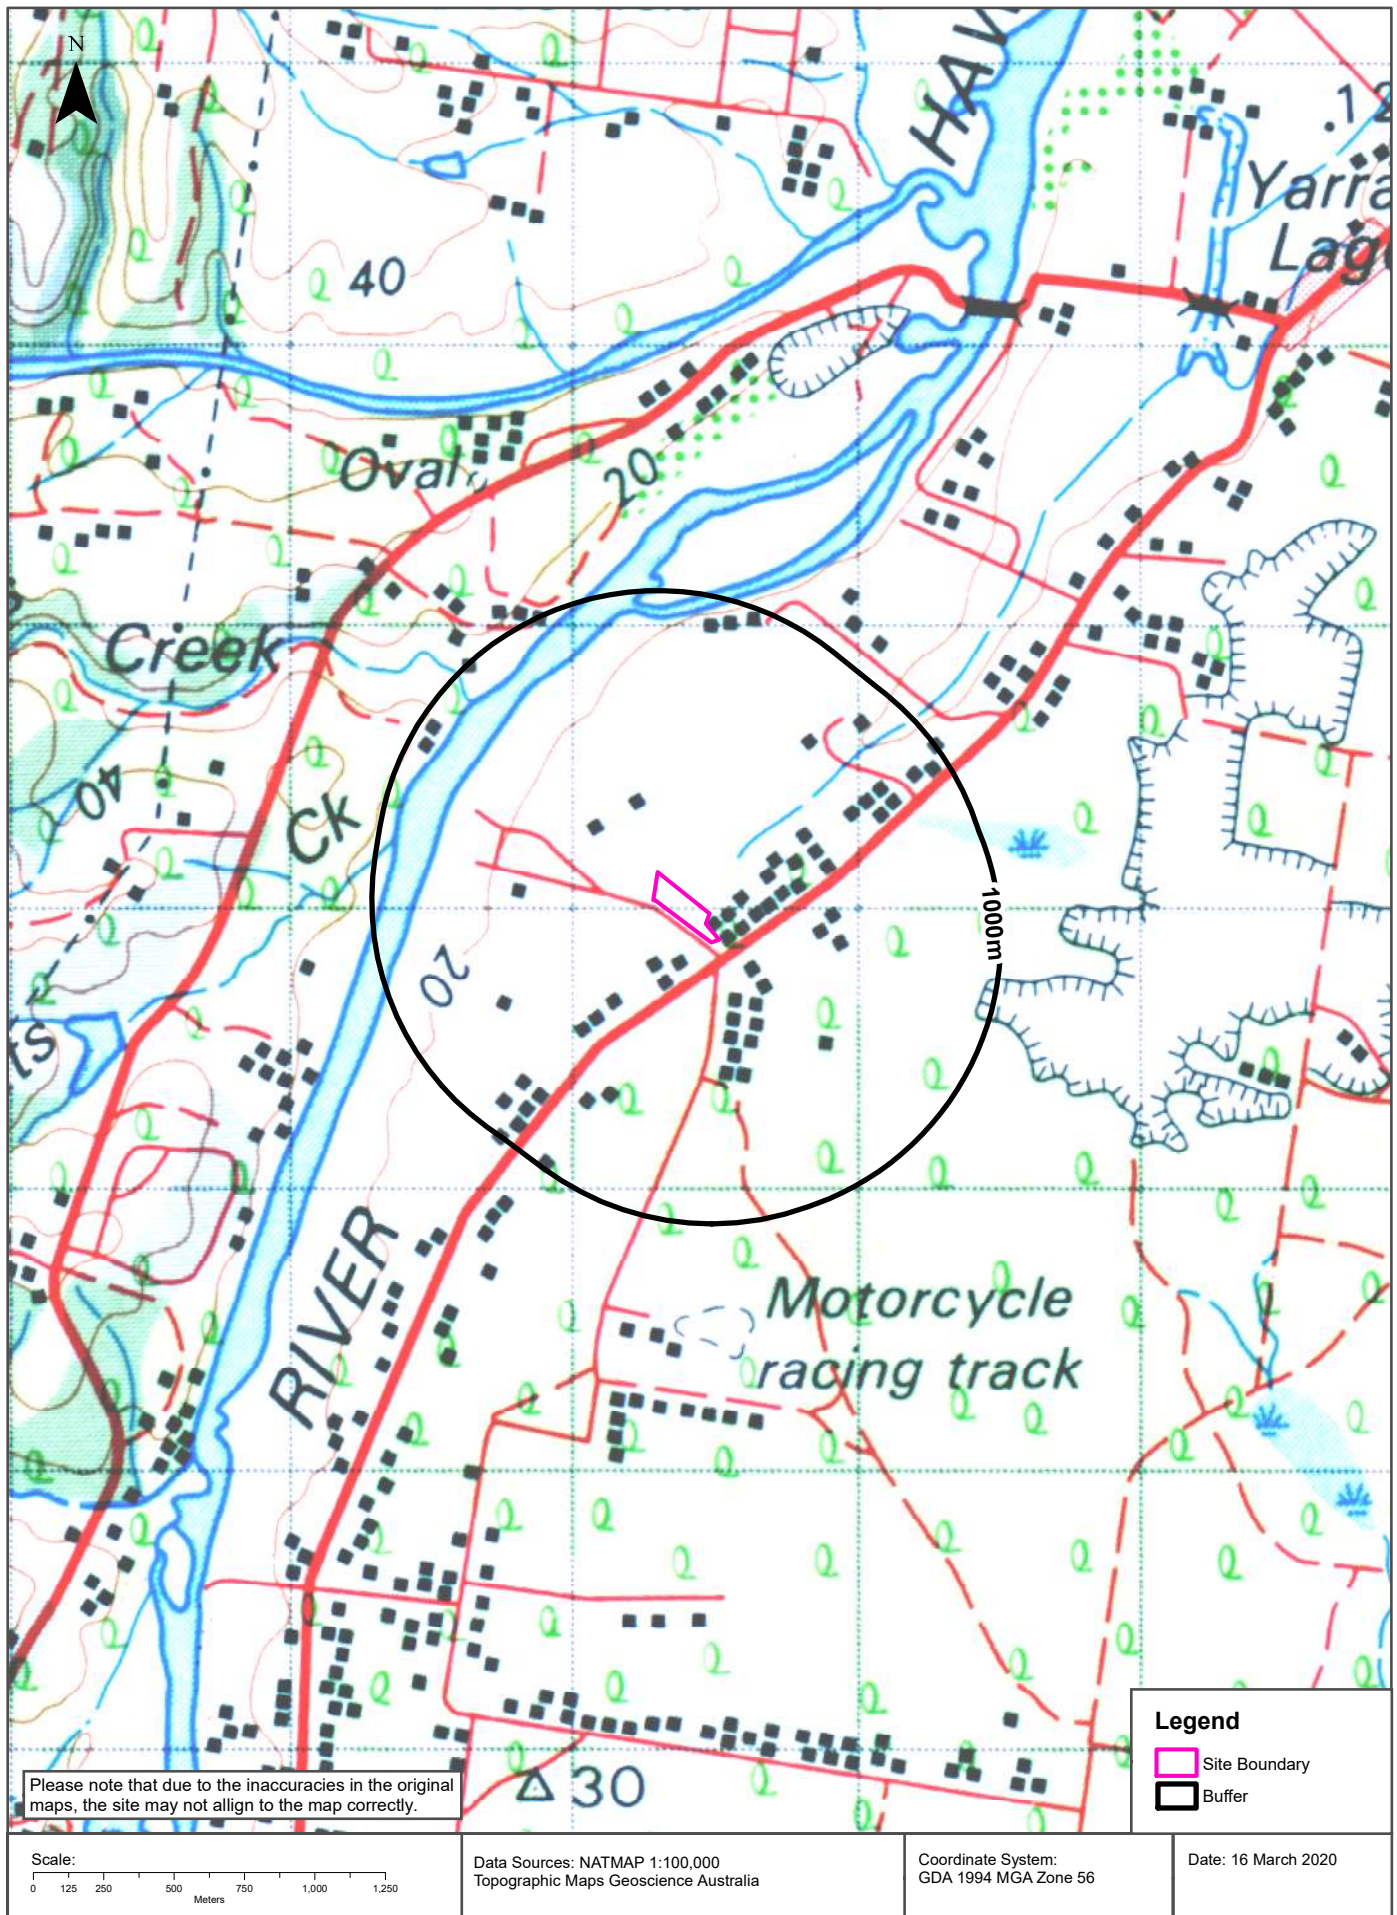 N
HAW
.12
Yarra
Lago
40
Oval
20
Creek
40
Ck
1000m
20
ts
RIVER
Motorcycle
racing track
30
Legend
Site Boundary
Buffer
Please note that due to the inaccuracies in the original
maps, the site may not allign to the map correctly.
Scale:
0 125 250 500 750 1,000 1,250
Meters
Data Sources: NATMAP 1:100,000
Topographic Maps Geoscience Australia
Coordinate System:
GDA 1994 MGA Zone 56
Date: 16 March 2020